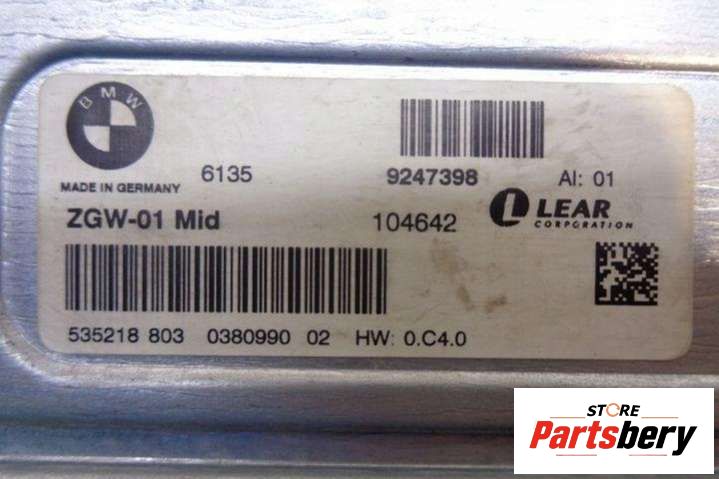 BMW
6135 9247398 AI: 01
MADE IN GERMANY
ZGW-01 Mid 104642 LEAR
CORPORATION
535218 803 0380990 02 HW: 0.C4.0
STORE
Partsbery